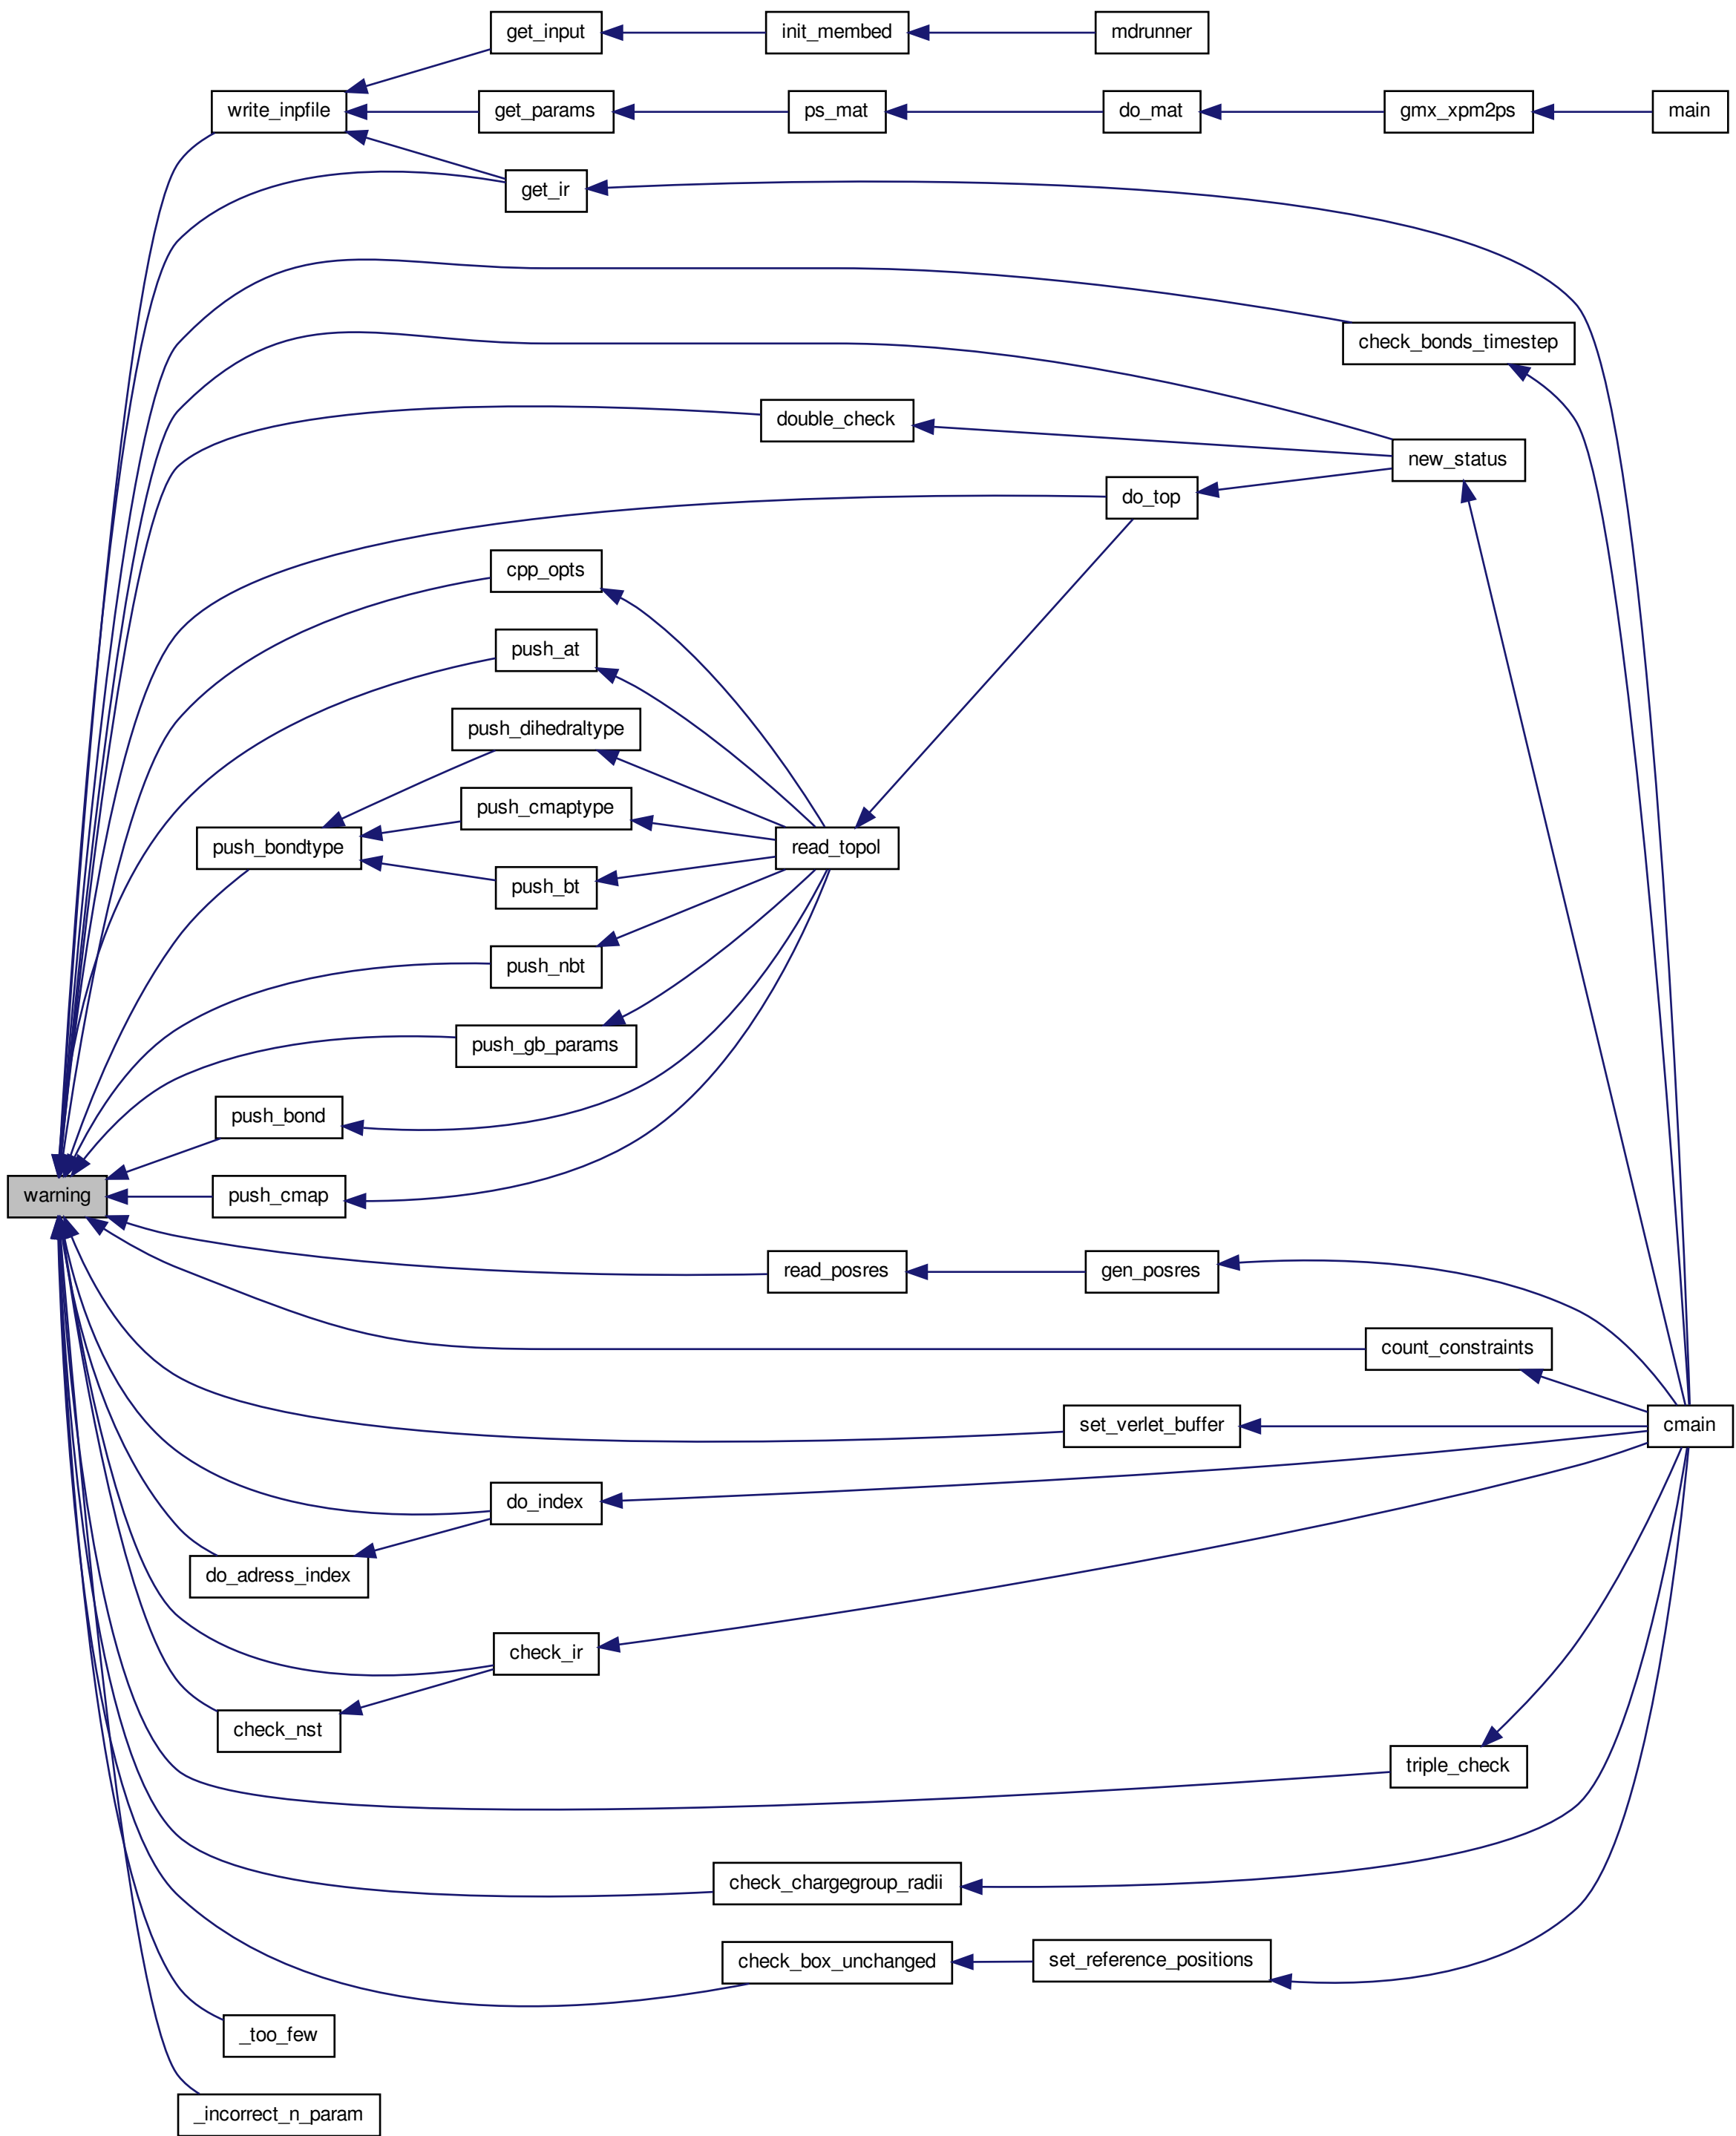 get_input
init_membed
mdrunner
write_inpfile
get_params
ps_mat
do_mat
gmx_xpm2ps
main
get_ir
check_bonds_timestep
double_check
new_status
do_top
cpp_opts
push_at
push_dihedraltype
push_cmaptype
push_bondtype
read_topol
push_bt
push_nbt
push_gb_params
push_bond
warning
push_cmap
read_posres
gen_posres
count_constraints
set_verlet_buffer
cmain
do_index
do_adress_index
check_ir
check_nst
triple_check
check_chargegroup_radii
check_box_unchanged
set_reference_positions
_too_few
_incorrect_n_param